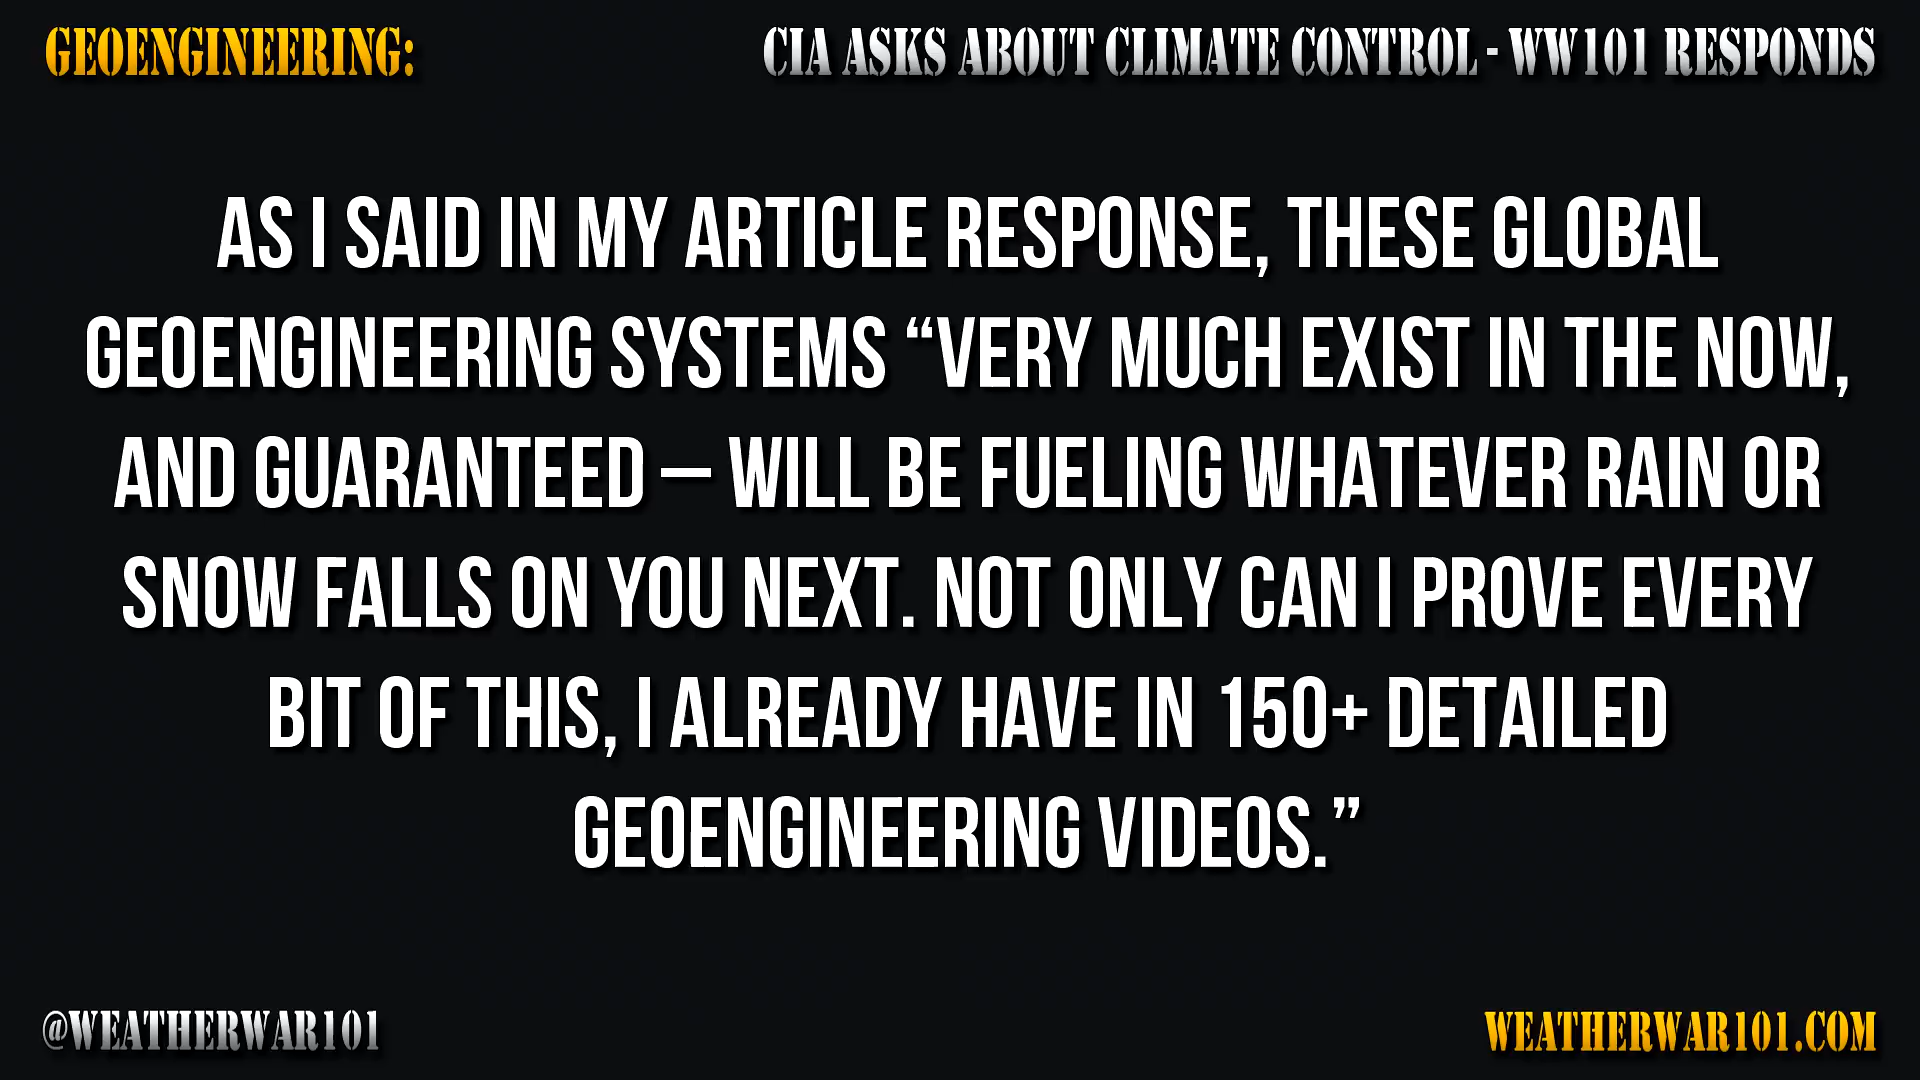 GEOENGINEERING:
CIA ASKS ABOUT CLIMATE CONTROL - WW101 RESPONDS
AS I SAID IN MY ARTICLE RESPONSE, THESE GLOBAL
GEOENGINEERING SYSTEMS “VERY MUCH EXIST IN THE NOW,
AND GUARANTEED – WILL BE FUELING WHATEVER RAIN OR
SNOW FALLS ON YOU NEXT. NOT ONLY CAN I PROVE EVERY
BIT OF THIS, I ALREADY HAVE IN 150+ DETAILED
GEOENGINEERING VIDEOS.”
@WEATHERWAR101
WEATHERWAR101.COM